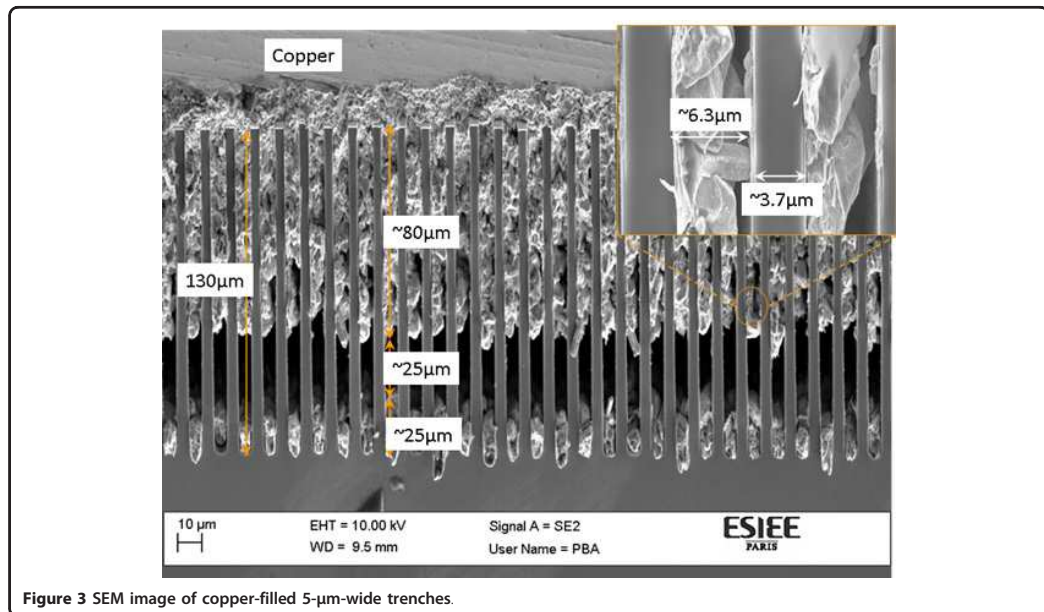 Copper
~6.3µm
~3.7µm
~80µm
130µm
~25µm
~25µm
10 µm
EHT = 10.00 kV
WD = 9.5 mm
Signal A = SE2
User Name = PBA
ESIEE
PARIS
Figure 3 SEM image of copper-filled 5-µm-wide trenches.